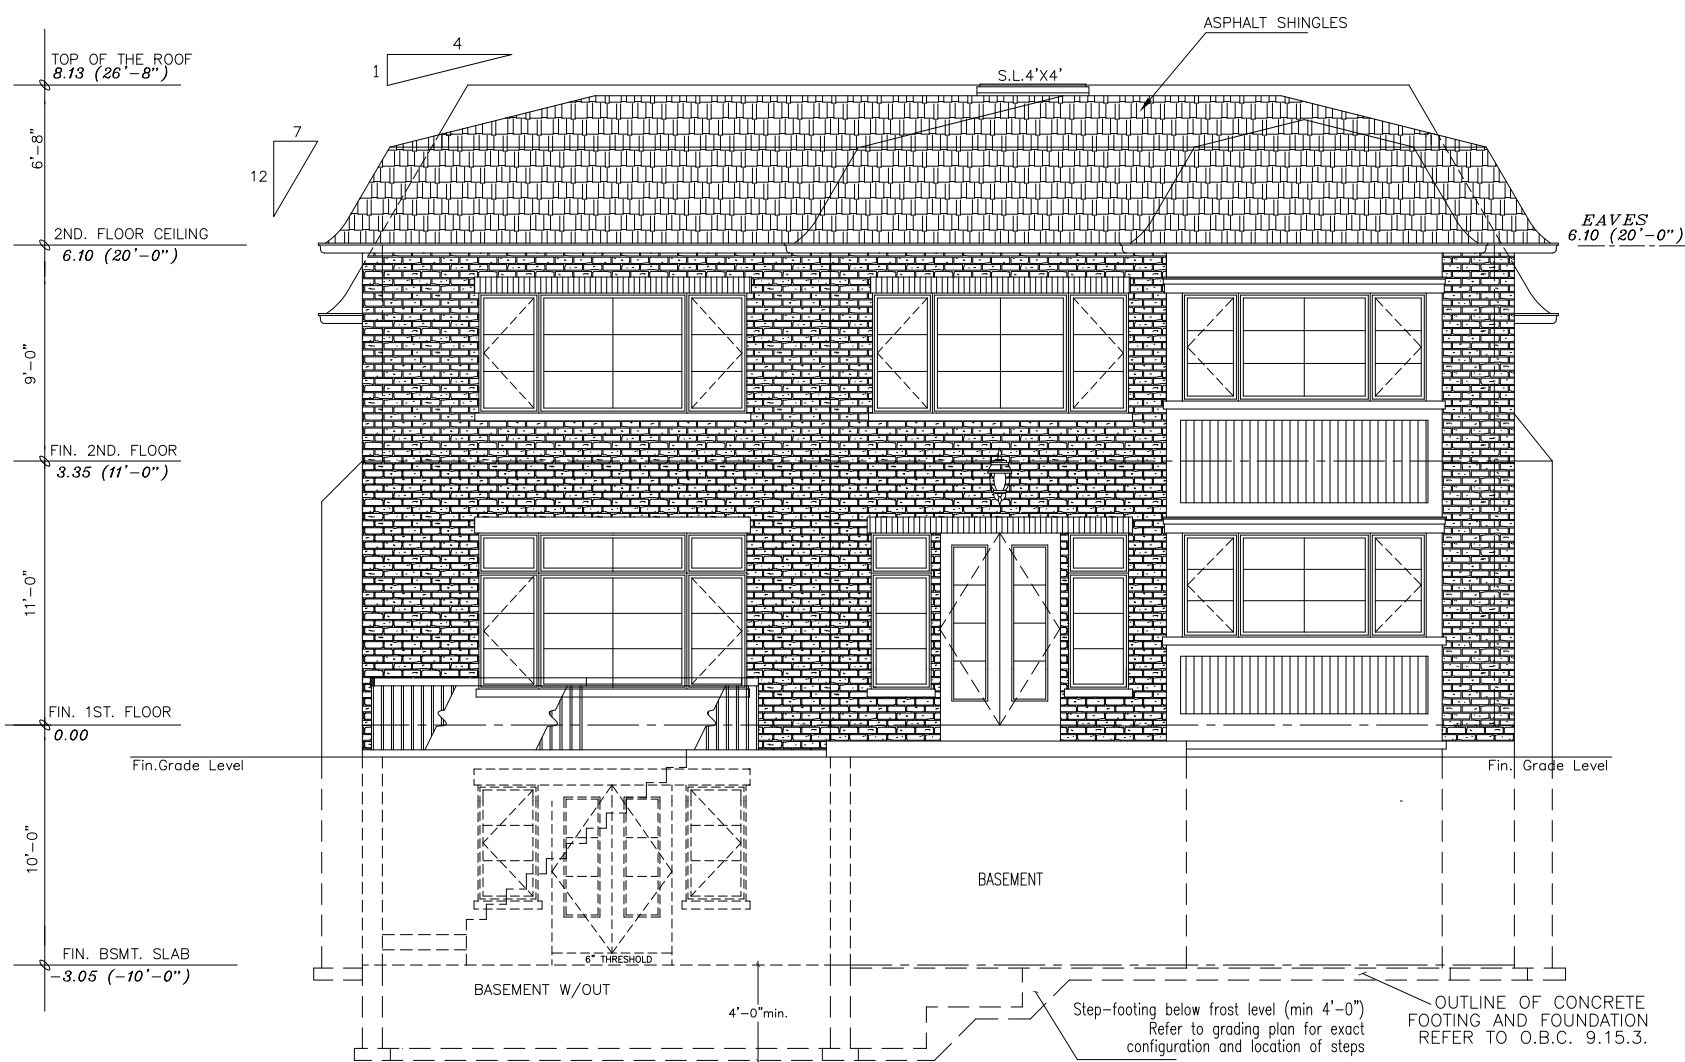 ASPHALT SHINGLES
4
1
TOP OF THE ROOF
8.13 (26'-8")
S.L.4'X4'
7
12
6'-8"
2ND. FLOOR CEILING
6.10 (20'-0")
EAVES
6.10 (20'-0")
9'-0"
FIN. 2ND. FLOOR
3.35 (11'-0")
11'-0"
FIN. 1ST. FLOOR
0.00
Fin.Grade Level
Fin. Grade Level
10'-0"
BASEMENT
FIN. BSMT. SLAB
-3.05 (-10'-0")
6" THRESHOLD
BASEMENT W/OUT
4'-0"min.
Step-footing below frost level (min 4'-0")
Refer to grading plan for exact
configuration and location of steps
OUTLINE OF CONCRETE
FOOTING AND FOUNDATION
REFER TO O.B.C. 9.15.3.